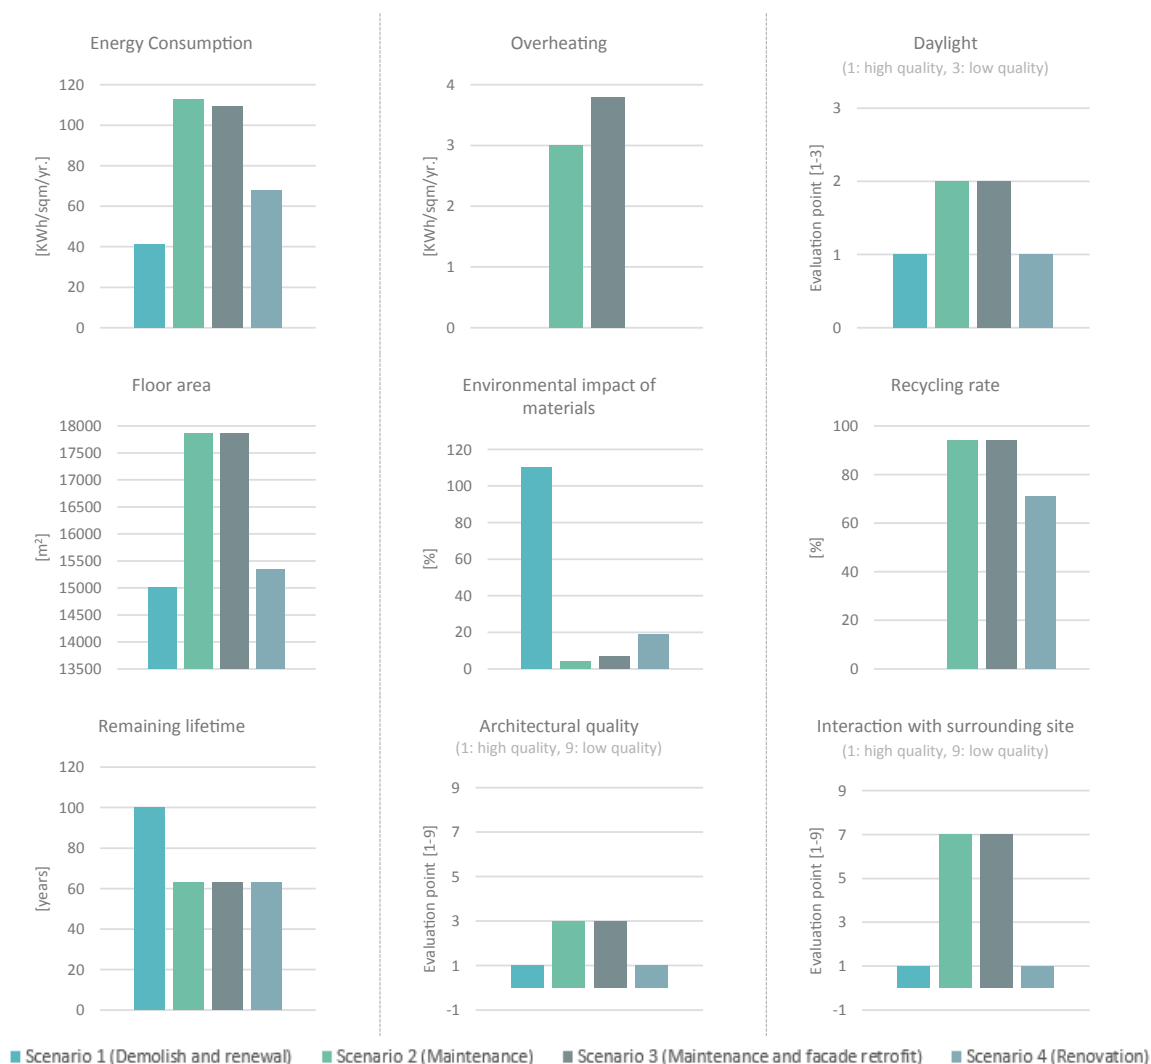 Energy Consumption
[KWh/sqm/yr.]
120
100
80
60
40
20
0
Overheating
[KWh/sqm/yr.]
4
3
2
1
0
Daylight
(1: high quality, 3: low quality)
Evaluation point [1-3]
3
2
1
0
Floor area
[m²]
18000
17500
17000
16500
16000
15500
15000
14500
14000
13500
Environmental impact of
materials
[%]
120
100
80
60
40
20
0
Recycling rate
[%]
100
80
60
40
20
0
Remaining lifetime
[years]
120
100
80
60
40
20
0
Architectural quality
(1: high quality, 9: low quality)
Evaluation point [1-9]
9
7
5
3
1
-1
Interaction with surrounding site
(1: high quality, 9: low quality)
Evaluation point [1-9]
9
7
5
3
1
-1
Scenario 1 (Demolish and renewal) Scenario 2 (Maintenance) Scenario 3 (Maintenance and facade retrofit) Scenario 4 (Renovation)